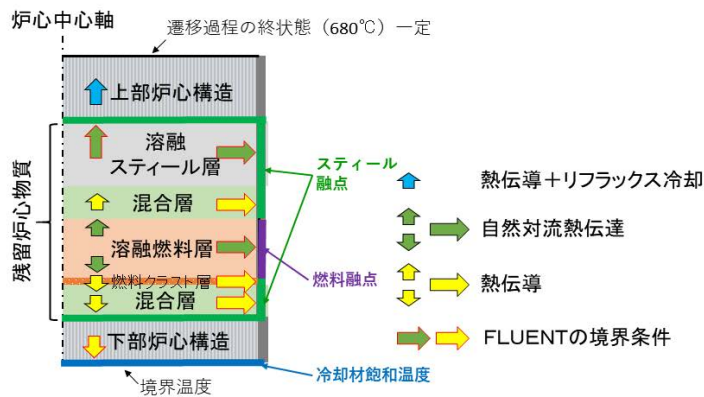 炉心中心軸
遷移過程の終状態（680℃）一定
上部炉心構造
溶融
スティール層
混合層
溶融燃料層
燃料クラスト層
混合層
下部炉心構造
残留炉心物質
境界温度
スティール
融点
燃料融点
冷却材飽和温度
熱伝導＋リフラックス冷却
自然対流熱伝達
熱伝導
FLUENTの境界条件